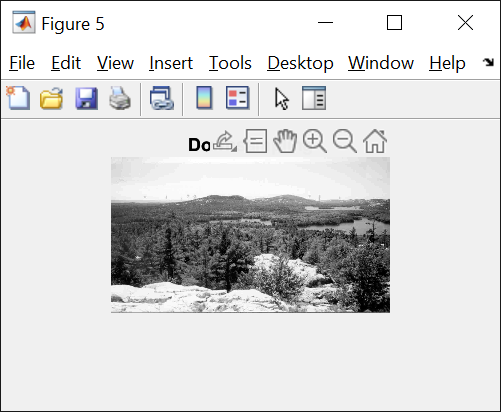 Figure 5
File Edit View Insert Tools Desktop Window Help
Do